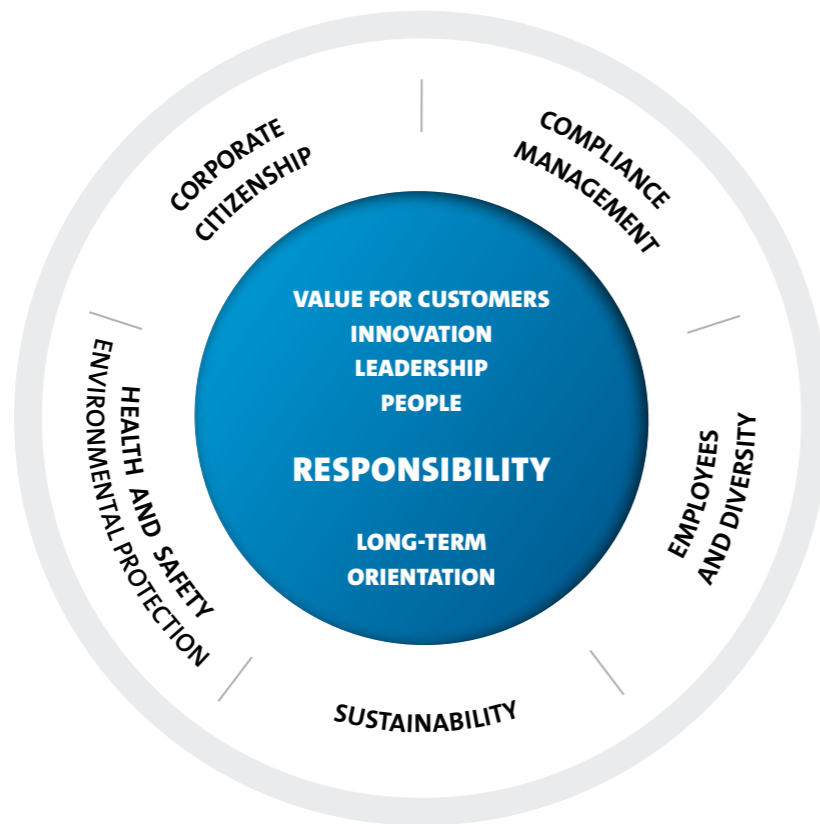 CORPORATE
CITIZENSHIP
COMPLIANCE
MANAGEMENT
VALUE FOR CUSTOMERS
INNOVATION
LEADERSHIP
PEOPLE
RESPONSIBILITY
LONG-TERM
ORIENTATION
HEALTH AND SAFETY
ENVIRONMENTAL PROTECTION
EMPLOYEES
AND DIVERSITY
SUSTAINABILITY